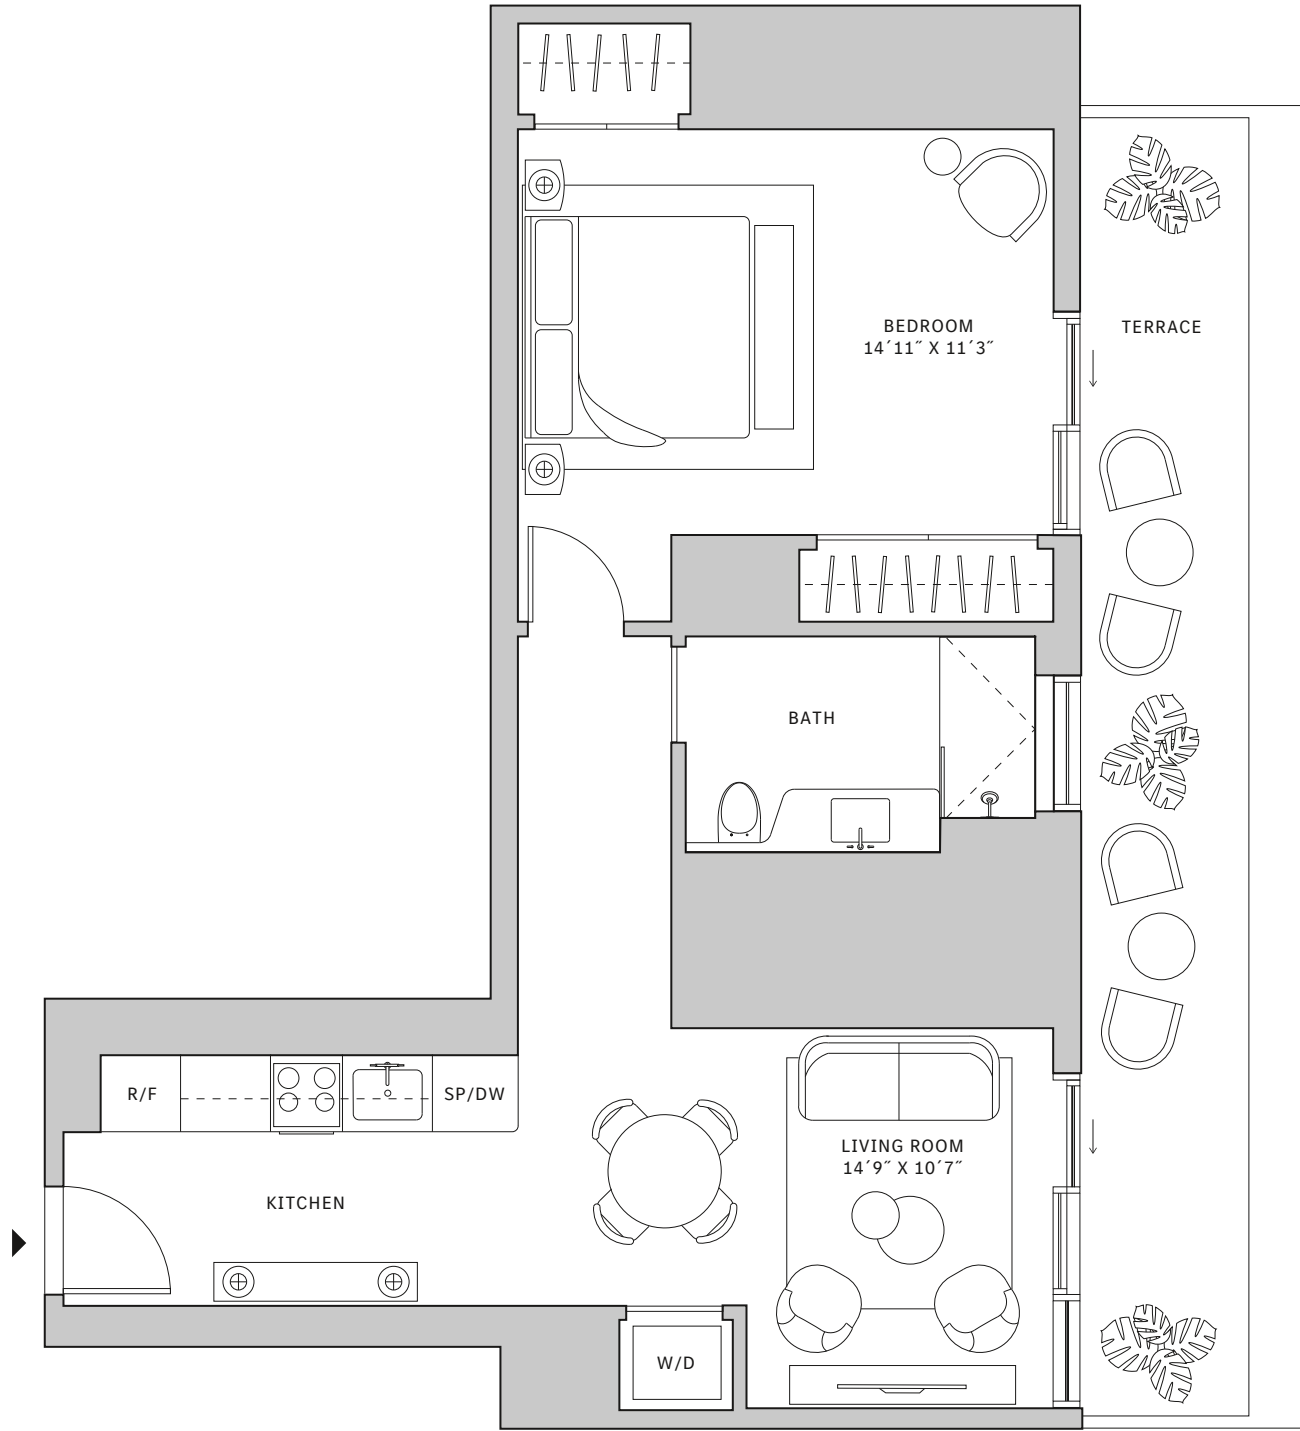 BEDROOM
14´11˝ X 11´3˝
TERRACE
BATH
R/F
SP/DW
LIVING ROOM
14´9˝ X 10´7˝
KITCHEN
W/D